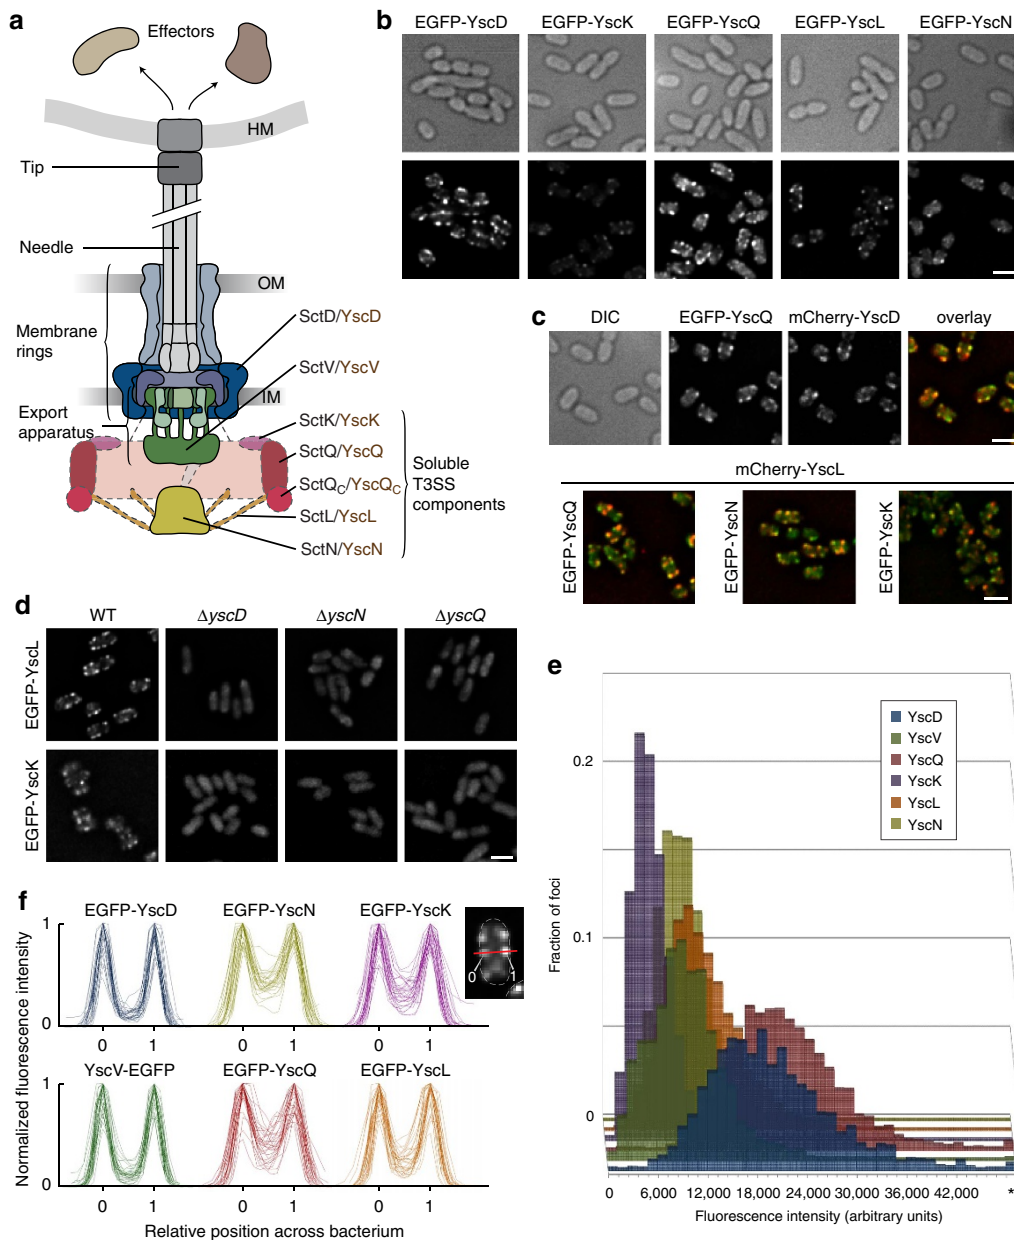 a
Effectors
HM
Tip
Needle
OM
Membrane
rings
SctD/YscD
SctV/YscV
IM
Export
apparatus
SctK/YscK
SctQ/YscQ
SctQC/YscQC
SctL/YscL
SctN/YscN
Soluble
T3SS
components
b
EGFP-YscD EGFP-YscK EGFP-YscQ EGFP-YscL EGFP-YscN
c
DIC EGFP-YscQ mCherry-YscD overlay
mCherry-YscL
EGFP-YscQ
EGFP-YscN
EGFP-YscK
d
WT ΔyscD ΔyscN ΔyscQ
EGFP-YscL
EGFP-YscK
e
YscD
YscV
YscQ
YscK
YscL
YscN
0.2
0.1
0
Fraction of foci
0 6,000 12,000 18,000 24,000 30,000 36,000 42,000 *
Fluorescence intensity (arbitrary units)
f
EGFP-YscD EGFP-YscN EGFP-YscK
1
0
0 1 0 1 0 1
0 1
YscV-EGFP EGFP-YscQ EGFP-YscL
1
0
0 1 0 1 0 1
Normalized fluorescence intensity
Relative position across bacterium